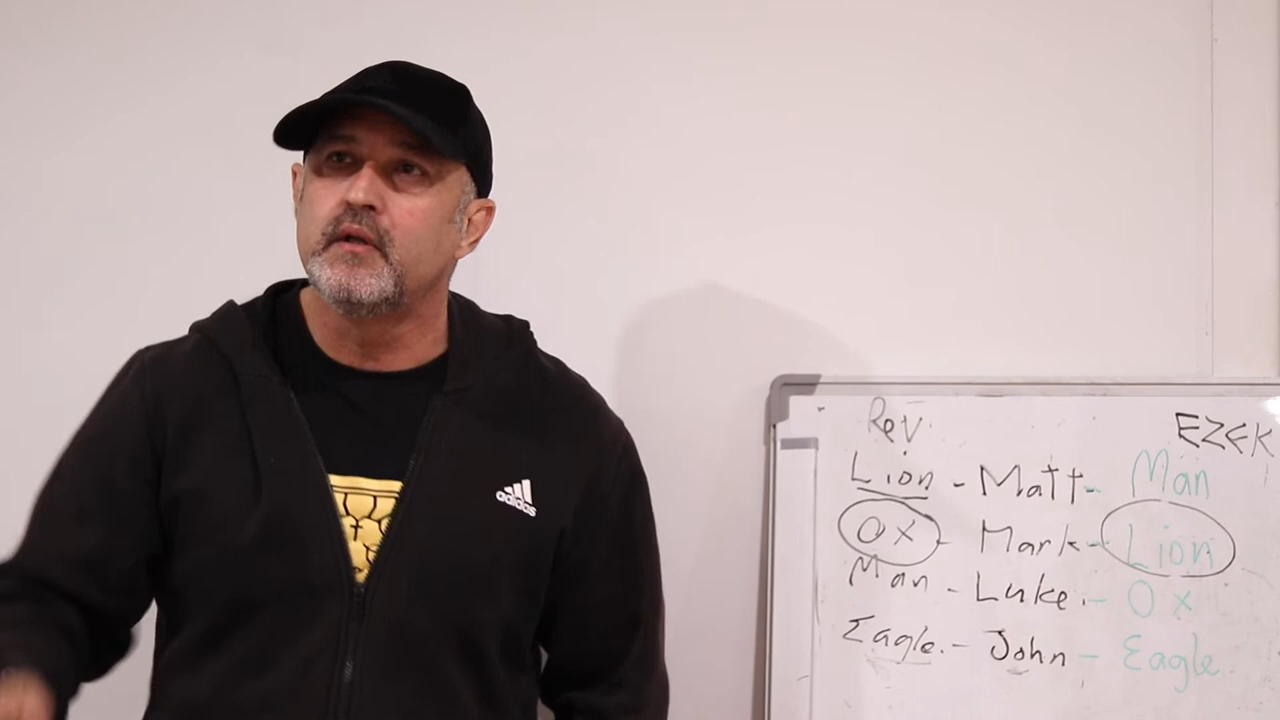 adidas
Rev. EZEK
Lion - Matt - Man
Ox - Mark - Lion
Man - Luke. - Ox
Eagle. - John - Eagle.